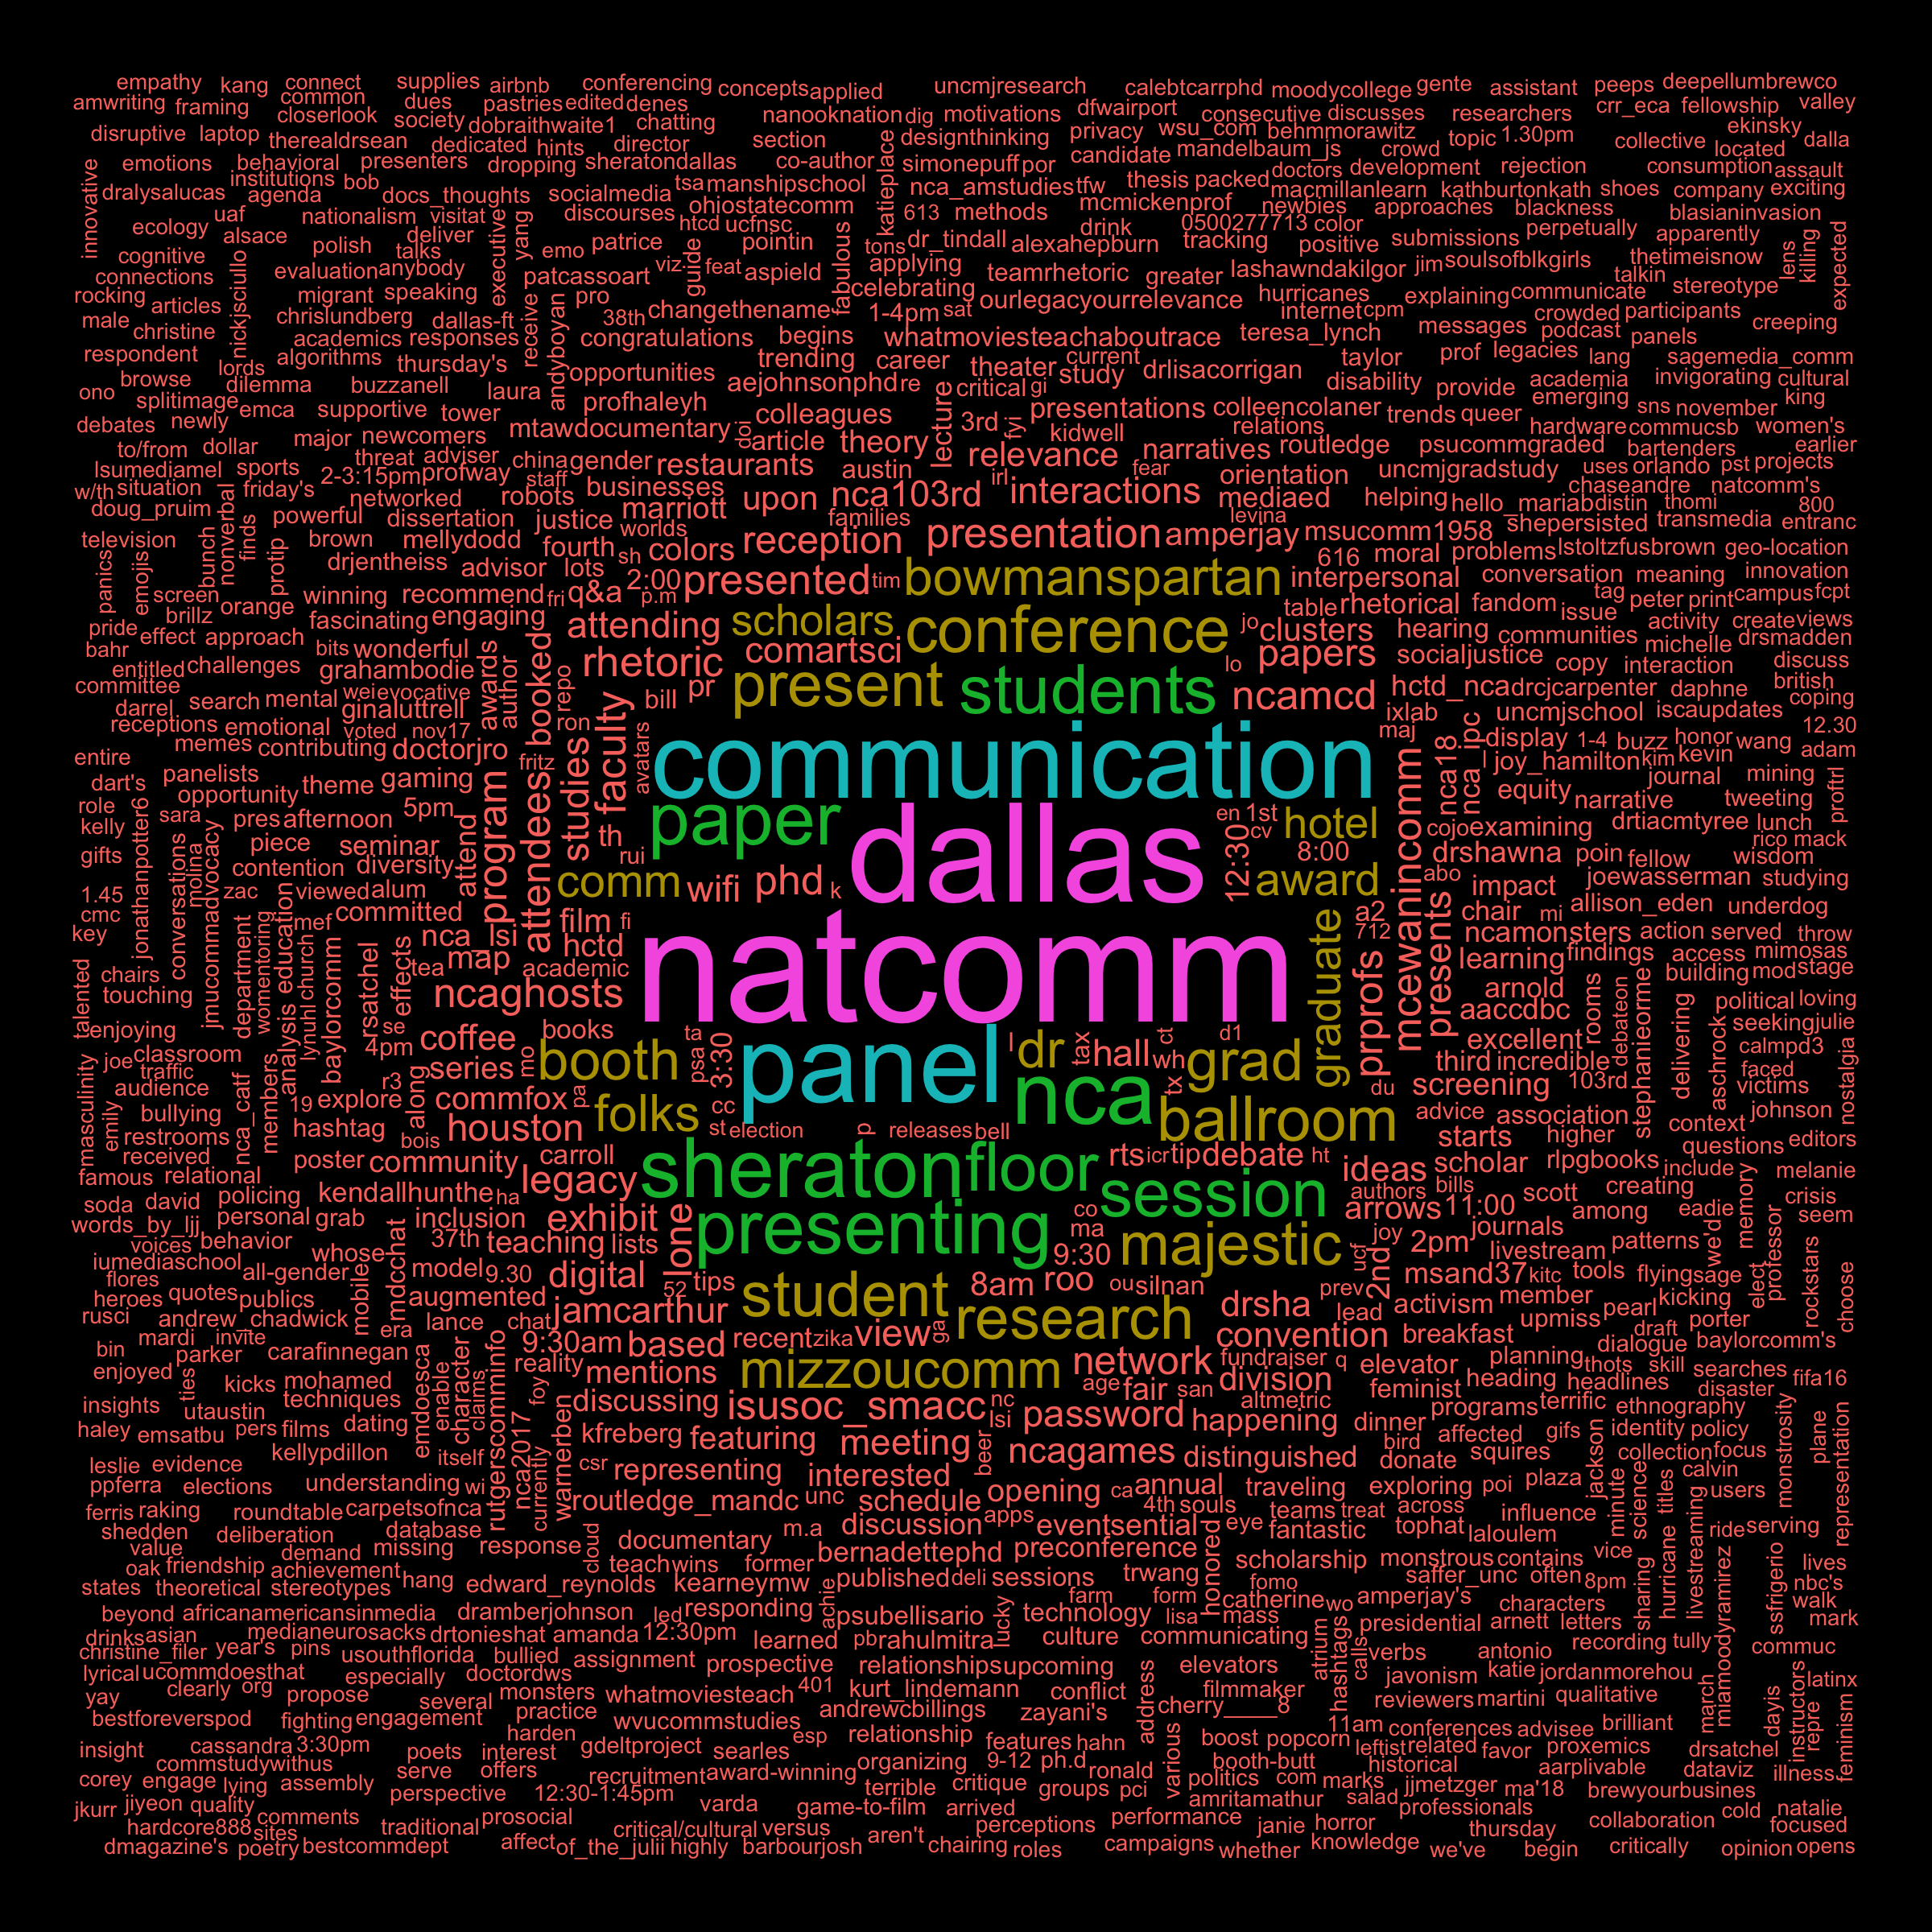 empathy kang connect supplies airbnb conferencing concepts applied uncmjresearch calebtcarrphd moodycollege gente assistant peeps deepellumbrewco
amwriting framing common closerlook dues society pastries edited denes nanooknation dig motivations dfwairport consecutive discusses researchers crr_eca fellowship valley
disruptive laptop therealdrsean dedicated dobraithwaite1 hints chatting director section designthinking privacy wsu_com behmmorawitz topic 1.30pm collective ekinsky located dalla
innovative emotions behavioral presenters dropping sheratondallas co-author katieplace simonepuff por candidate mandelbaum_js crowd doctors development rejection consumption assault
dralysalucas institutions agenda bob docs_thoughts socialmedia tsa manshipschool nca_amstudies tfw thesis packed macmillanlearn kathburtonkath shoes company exciting
ecology uaf alsace nationalism visitat deliver executive yang discourses ohiostatecomm htcd ucfnsc 613 methods mcmickenprof newbies drink 0500277713 color approaches blackness perpetually blasianinvasion apparently
cognitive connections polish talks emo patrice viz. guide feat pointin aspield fabulous tons dr_tindall alexahepburn applying tracking positive submissions talkin thetimeisnow lens killing expected
rocking articles nickjsciullo evaluation anybody migrant speaking patcassoart pro 38th changethename celebrating teamrhetoric greater lashawndakilgor jim soulsofblkgirls explaining communicate stereotype
male christine chrislundberg dallas-ft receive andyboyan congratulations begins 1-4pm sat ourlegacyyourrelevance hurricanes internet cpm messages crowded podcast participants panels creeping
respondent lords algorithms academics responses thursday's opportunities trending career whatmoviesteachaboutrace theater current study teresa_lynch drlisacorrigan taylor prof legacies lang sagemedia_comm
ono browse splitimage dilemma emca buzzanell supportive laura tower profhaleyh aejohnsonphd re colleagues lecture critical gi presentations colleencolaner disability trends provide queer academia emerging invigorating cultural king
debates newly to/from dollar major newcomers mtawdocumentary doi article theory 3rd fyi kidwell relations narratives routledge psucommgraded hardware sns november commucsb bartenders women's earlier
lsumediamel sports threat adviser 2-3:15pm profway china staff gender restaurants austin relevance irl fear orientation uncmjgradstudy uses orlando pst projects
w/th situation doug_pruim friday's networked robots businesses marriott upon nca103rd interactions mediaed helping hello_mariab distin chaseandre thomi natcomm's 800
television nonverbal finds powerful protip brown dissertation mellydodd justice worlds families levina amperjay msucomm1958 shepersisted transmedia entranc
panics emojis screen bunch drjentheiss advisor fourth lots sh colors reception presentation 616 moral problems lstoltzfusbrown geo-location
brillz orange winning recommend fri q&a 2:00 p.m presented tim bowmanspartan interpersonal conversation meaning innovation
pride bahr effect approach fascinating engaging attending scholars conference jo table rhetorical fandom issue tag peter print campus fcpt activity create views
entitled challenges bits wonderful grahambodie awards author booked rhetoric comartsci lo clusters papers hearing socialjustice communities copy interaction michelle drsmadden discuss
committee darrel search mental wei evocative repo bill pr present students ncamcd hctd_nca drcjcarpenter daphne british coping
receptions emotional voted nov17 ginaluttrell ron faculty studies ixlab maj uncmjschool iscaupdates 12.30
entire memes contributing doctorjro fritz avatars communication nca18 nca ipc display 1-4 buzz honor wang adam
dart's panelists theme gaming program attendees mcewanincomm l joy_hamilton kim kevin journal mining
role opportunity jonathanpotter6 sara pres afternoon 5pm th paper dallas en 1st cv hotel equity narrative tweeting profltrl
kelly gifts piece seminar attend rui 12:30 8:00 cojo examining drtiacmtyree lunch rico mack
1.45 conversations molina jmucommadvocacy contention diversity comm wifi phd k award abo drshawna poin fellow wisdom
cmc key zac viewed alum committed film fi a2 712 presents impact joewasserman studying
talented chairs department womentoring education mef church rsatchel effects nca_lsi hctd map tea academic natcomm graduate prprofs chair mi allison_eden underdog
touching enjoying analysis lynuhl baylorcomm ncaghosts ncamonsters action served throw learning findings access mimosas building mod stage
masculinity joe classroom traffic se 4pm coffee books mo ta psa l tax ct d1 arnold rooms aaccdbc debateon stephanieorme delivering political loving seeking julie
audience emily bullying members r3 explore along series 3:30 panel dr hall wh grad excellent third incredible aschrock calmpd3 faced victims nostalgia
restrooms received nca_catf 19 hashtag bois commfox booth pa cc nca tx du screening 103rd advice association context johnson
famous relational poster community houston folks st election p releases bell ballroom starts higher questions editors
soda david policing kendallhunthe ha carroll legacy sheraton floor rts icr tip debate ht ideas scholar rlpgbooks include melanie
words_by_ljj personal grab inclusion exhibit lone session authors bills arrows 11:00 scott creating among eadie memory crisis seem
voices behavior whose mdcchat 37th teaching lists presenting co ma 9:30 majestic ucf joy 2pm journals livestream patterns we'd professor
iumediaschool flores all-gender mobile model 9.30 digital 52 tips 2nd msand37 kitc tools flyingsage rockstars choose
heroes quotes publics augmented jamcarthur student 8am roo ou silnan drsha prev lead activism member pearl kicking elect
rusci andrew_chadwick era lance chat research upmiss draft porter
bin mardi invite parker carafinnegan 9:30am based recent zika view ga convention breakfast dialogue baylorcomm's
enjoyed ties kicks mohamed character rutgerscomminfo reality foy mentions mizzoucomm network fundraiser q elevator planning thots skill searches fifa16
insights utaustin techniques endoesca enable claims discussing age fair san division altmetric feminist heading headlines disaster
haley emsatbu pers films dating nca2017 warnerben kfreberg isusoc_smacc nc lsi password happening dinner programs terrific ethnography
leslie evidence kellypdillon itself currently csr featuring meeting beer ncagames distinguished bird donate affected squires gifs identity policy monstrosity plane representation
ppferra elections understanding wi representing interested opening ca annual traveling exploring poi plaza jackson collection focus calvin
ferris raking roundtable carpetsofnca routledge_mandc unc schedule apps 4th souls teams treat across influence minute science titles users
shedden value deliberation database documentary m.a discussion eventsential eye fantastic tophat laloulem livestreaming ride serving
oak friendship demand missing response cloud teach wins former bernadettephd preconference honored scholarship monstrous contains vice lives
states theoretical achievement stereotypes hang edward_reynolds kearneymw published deli sessions trwang fomo saffer_unc often 8pm sharing hurricane miamoodyramirez nbc's walk
beyond africanamericansinmedia dramberjohnson led responding achie psubellisario lucky farm technology form lisa catherine mass wo amperjay's characters ssfrigerio mark
drinks asian medianeurosacks drtonieshat amanda 12:30pm learned pb rahulmitra culture communicating atrium hashtags presidential arnett letters recording tully commuc
christine_filer year's pins usouthflorida bullied assignment prospective relationships upcoming elevators calls verbs antonio
lyrical ucommdoesthat especially doctordws 401 filmmaker javonism katie jordanmorehou latinx
yay clearly org propose several monsters whatmoviesteach kurt_lindemann conflict address reviewers martini qualitative march davis instructors
bestforeverspod fighting engagement practice wvucommstudies andrewcbillings zayani's cherry____8 11am conferences advisee brilliant repre feminism
insight cassandra 3:30pm harden poets interest gdeltproject searles esp relationship features hahn various boost popcorn leftist related favor proxemics drsatchel
commstudywithus serve offers recruitment award-winning organizing 9-12 ph.d ronald booth-butt historical aarplivable dataviz illness
corey engage lying assembly perspective 12:30-1:45pm terrible critique groups pci politics com marks jjmetzger ma'18 brewyourbusines
jkurr jiyeon quality comments prosocial varda game-to-film arrived amritamathur salad professionals collaboration cold natalie
hardcore888 sites traditional critical/cultural versus perceptions performance janie horror thursday focused
dmagazine's poetry bestcommdept affect of_the_julii highly barbourjosh aren't chairing roles campaigns whether knowledge we've begin critically opinion opens